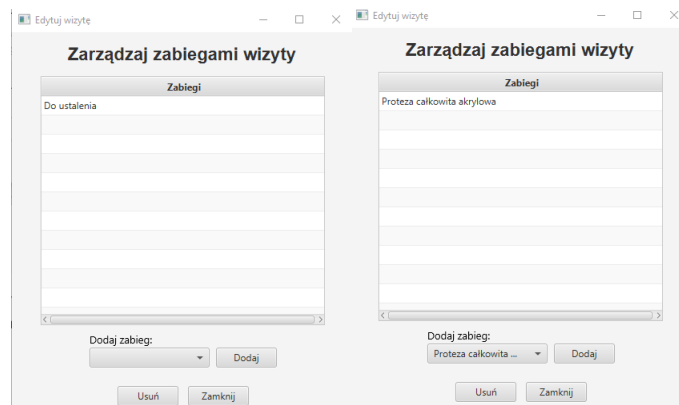 Edytuj wizytę
Zarządzaj zabiegami wizyty
Zabiegi
Do ustalenia
Dodaj zabieg:
Dodaj
Usuń
Zamknij
Edytuj wizytę
Zarządzaj zabiegami wizyty
Zabiegi
Proteza całkowita akrylowa
Dodaj zabieg:
Proteza całkowita ...
Dodaj
Usuń
Zamknij